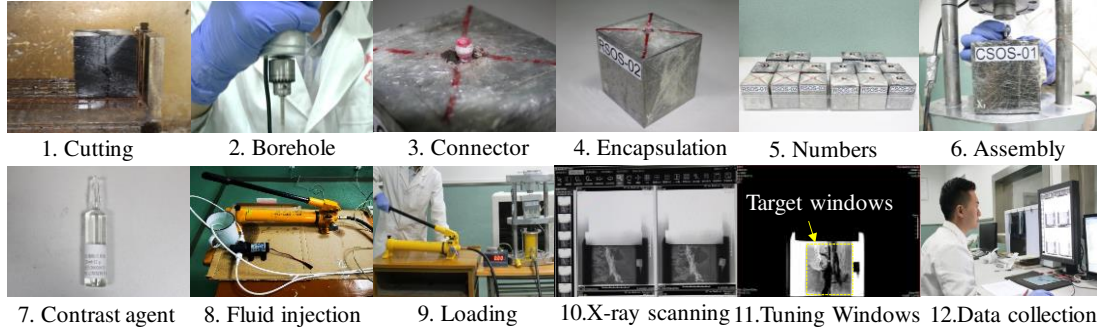 RSOS-02
CSOS-01
1. Cutting
2. Borehole
3. Connector
4. Encapsulation
5. Numbers
6. Assembly
Target windows
7. Contrast agent
8. Fluid injection
9. Loading
10.X-ray scanning
11.Tuning Windows
12.Data collection